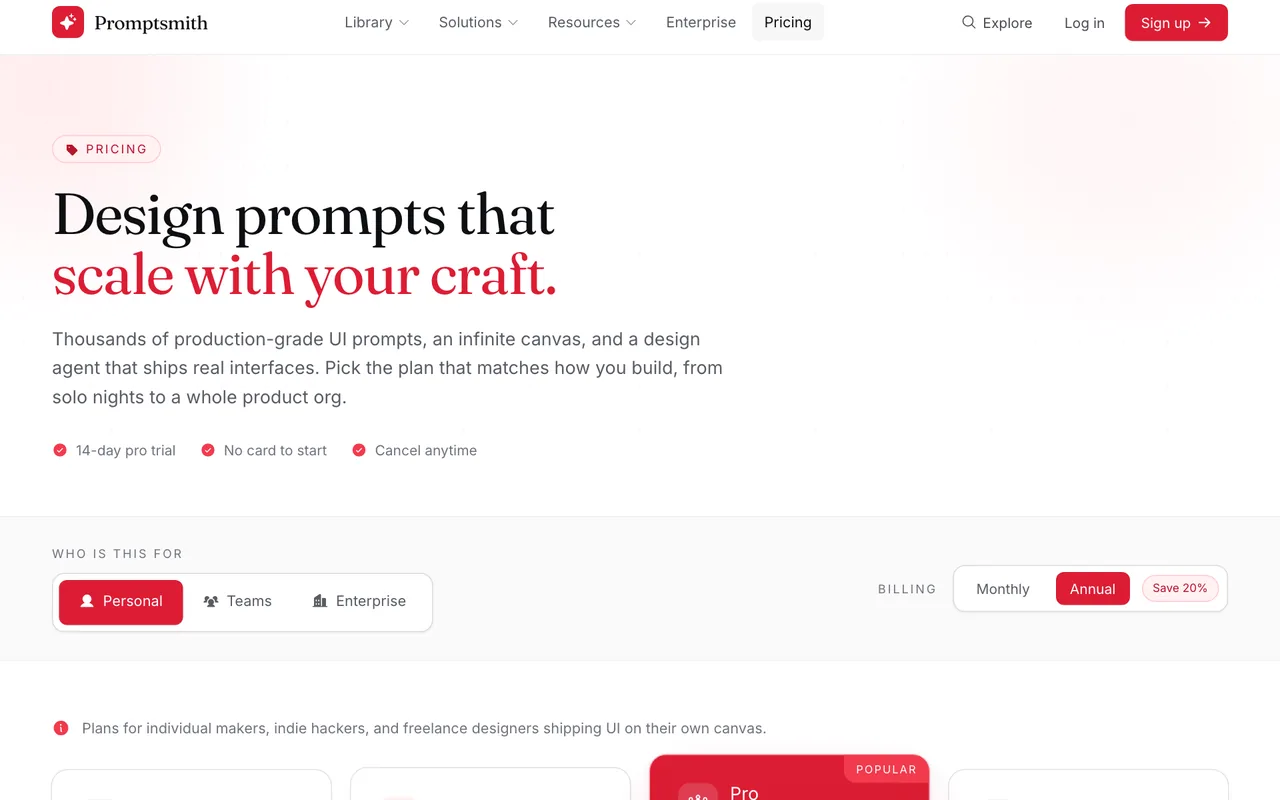 Promptsmith
Library
Solutions
Resources
Enterprise
Pricing
Explore
Log in
Sign up
PRICING
Design prompts that
scale with your craft.
Thousands of production-grade UI prompts, an infinite canvas, and a design
agent that ships real interfaces. Pick the plan that matches how you build, from
solo nights to a whole product org.
14-day pro trial
No card to start
Cancel anytime
WHO IS THIS FOR
Personal
Teams
Enterprise
BILLING
Monthly
Annual
Save 20%
Plans for individual makers, indie hackers, and freelance designers shipping UI on their own canvas.
POPULAR
Pro